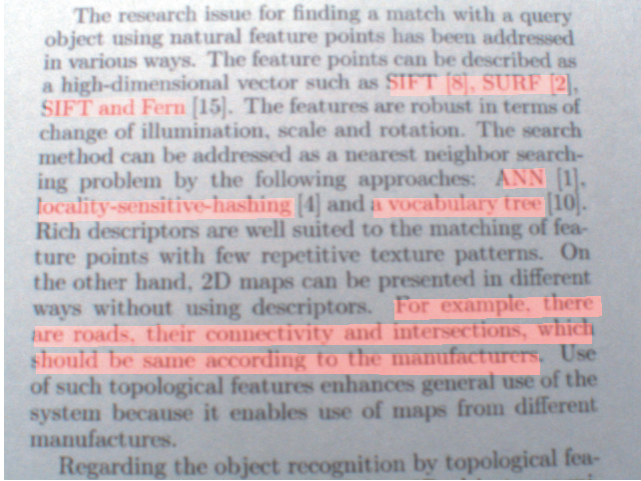 The research issue for finding a match with a query
object using natural feature points has been addressed
in various ways. The feature points can be described as
a high-dimensional vector such as SIFT [8], SURF [2],
SIFT and Fern [15]. The features are robust in terms of
change of illumination, scale and rotation. The search
method can be addressed as a nearest neighbor search-
ing problem by the following approaches: ANN [1],
locality-sensitive-hashing [4] and a vocabulary tree [10].
Rich descriptors are well suited to the matching of fea-
ture points with few repetitive texture patterns. On
the other hand, 2D maps can be presented in different
ways without using descriptors. For example, there
are roads, their connectivity and intersections, which
should be same according to the manufacturers. Use
of such topological features enhances general use of the
system because it enables use of maps from different
manufactures.
Regarding the object recognition by topological fea-